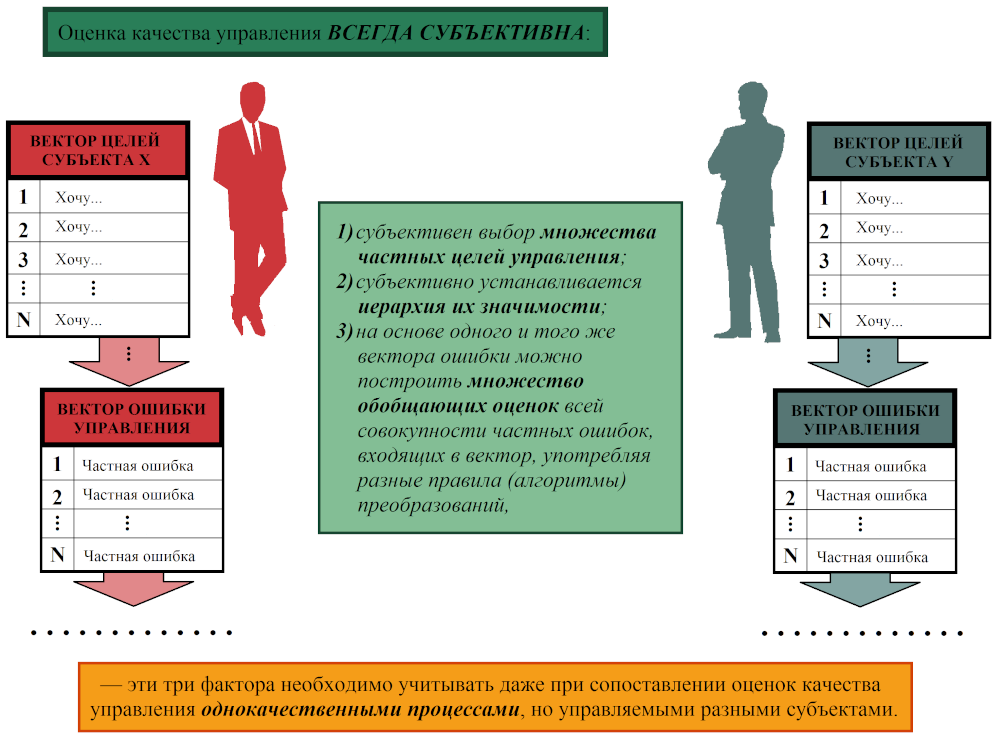 Оценка качества управления ВСЕГДА СУБЪЕКТИВНА:
ВЕКТОР ЦЕЛЕЙ
СУБЪЕКТА X
1 Хочу...
2 Хочу...
3 Хочу...
⋮ ⋮
N Хочу...
⋮
ВЕКТОР ОШИБКИ
УПРАВЛЕНИЯ
1 Частная ошибка
2 Частная ошибка
⋮ ⋮
N Частная ошибка
. . . . . . . . . . . . .
1) субъективен выбор множества
частных целей управления;
2) субъективно устанавливается
иерархия их значимости;
3) на основе одного и того же
вектора ошибки можно
построить множество
обобщающих оценок всей
совокупности частных ошибок,
входящих в вектор, употребляя
разные правила (алгоритмы)
преобразований,
ВЕКТОР ЦЕЛЕЙ
СУБЪЕКТА Y
1 Хочу...
2 Хочу...
3 Хочу...
⋮ ⋮
N Хочу...
⋮
ВЕКТОР ОШИБКИ
УПРАВЛЕНИЯ
1 Частная ошибка
2 Частная ошибка
⋮ ⋮
N Частная ошибка
. . . . . . . . . . . . .
— эти три фактора необходимо учитывать даже при сопоставлении оценок качества
управления однокачественными процессами, но управляемыми разными субъектами.